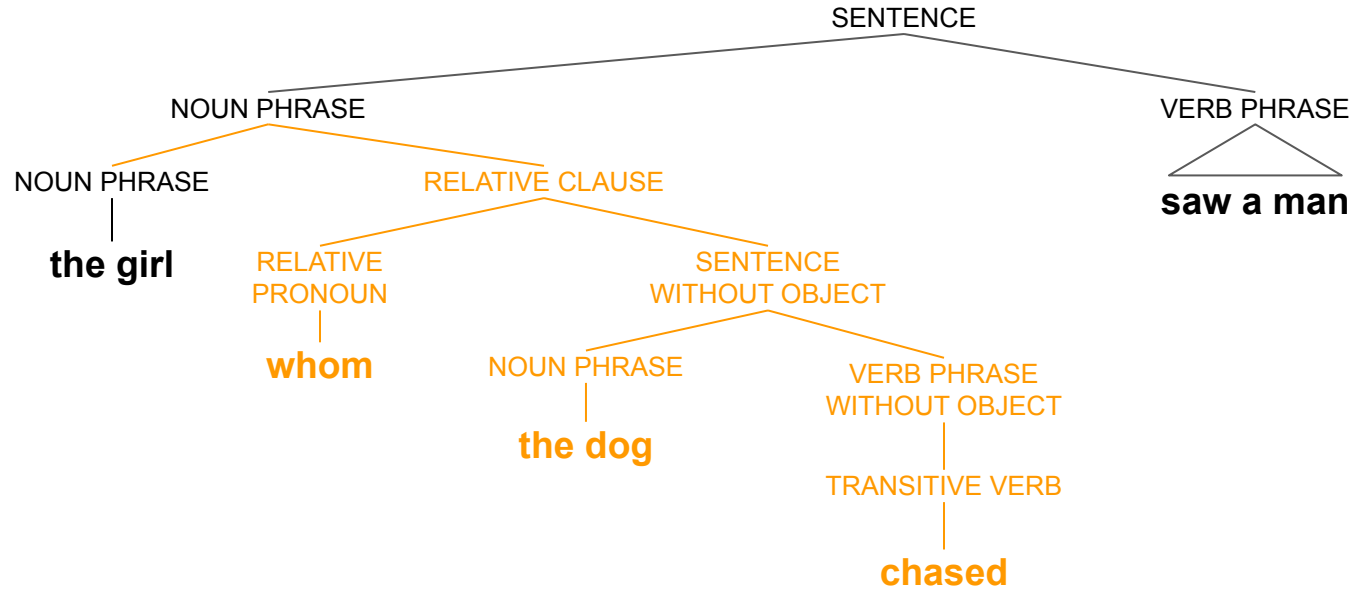 SENTENCE
NOUN PHRASE
VERB PHRASE
NOUN PHRASE
RELATIVE CLAUSE
saw a man
the girl
RELATIVE
PRONOUN
SENTENCE
WITHOUT OBJECT
whom
NOUN PHRASE
VERB PHRASE
WITHOUT OBJECT
the dog
TRANSITIVE VERB
chased